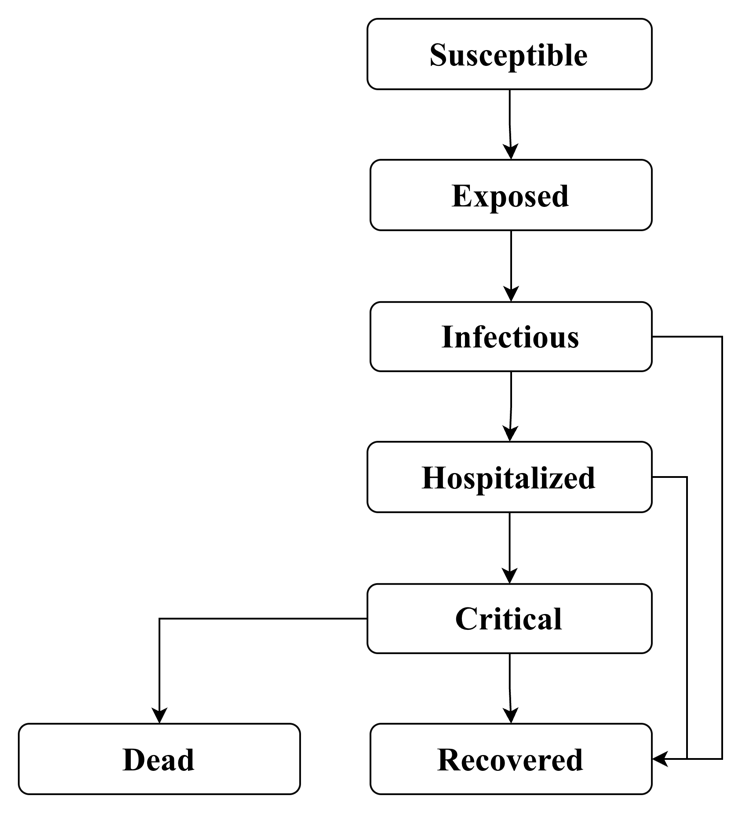 Susceptible
Exposed
Infectious
Hospitalized
Critical
Dead
Recovered